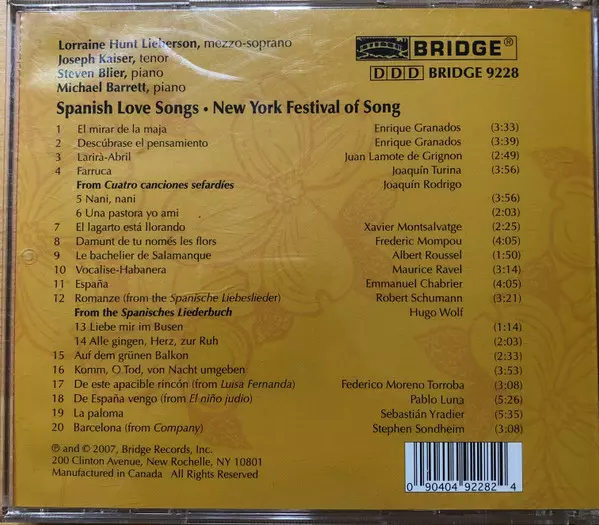 Lorraine Hunt Lieberson, mezzo-soprano
Joseph Kaiser, tenor
Steven Blier, piano
Michael Barrett, piano
BRIDGE®
DDD BRIDGE 9228
Spanish Love Songs • New York Festival of Song
1 El mirar de la maja Enrique Granados (3:33)
2 Descúbrase el pensamiento Enrique Granados (3:39)
3 Larirà-Abril Juan Lamote de Grignon (2:49)
4 Farruca Joaquín Turina (3:56)
From Cuatro canciones sefardíes Joaquín Rodrigo
5 Nani, nani (3:56)
6 Una pastora yo ami (2:03)
7 El lagarto está llorando Xavier Montsalvatge (2:25)
8 Damunt de tu només les flors Frederic Mompou (4:05)
9 Le bachelier de Salamanque Albert Roussel (1:50)
10 Vocalise-Habanera Maurice Ravel (3:14)
11 España Emmanuel Chabrier (4:05)
12 Romanze (from the Spanische Liebeslieder) Robert Schumann (3:21)
From the Spanisches Liederbuch Hugo Wolf
13 Liebe mir im Busen (1:14)
14 Alle gingen, Herz, zur Ruh (2:03)
15 Auf dem grünen Balkon (2:33)
16 Komm, O Tod, von Nacht umgeben (3:53)
17 De este apacible rincón (from Luisa Fernanda) Federico Moreno Torroba (3:08)
18 De España vengo (from El niño judío) Pablo Luna (5:26)
19 La paloma Sebastián Yradier (5:35)
20 Barcelona (from Company) Stephen Sondheim (3:08)
℗ and © 2007, Bridge Records, Inc.
200 Clinton Avenue, New Rochelle, NY 10801
Manufactured in Canada All Rights Reserved
0 90404 92282 4